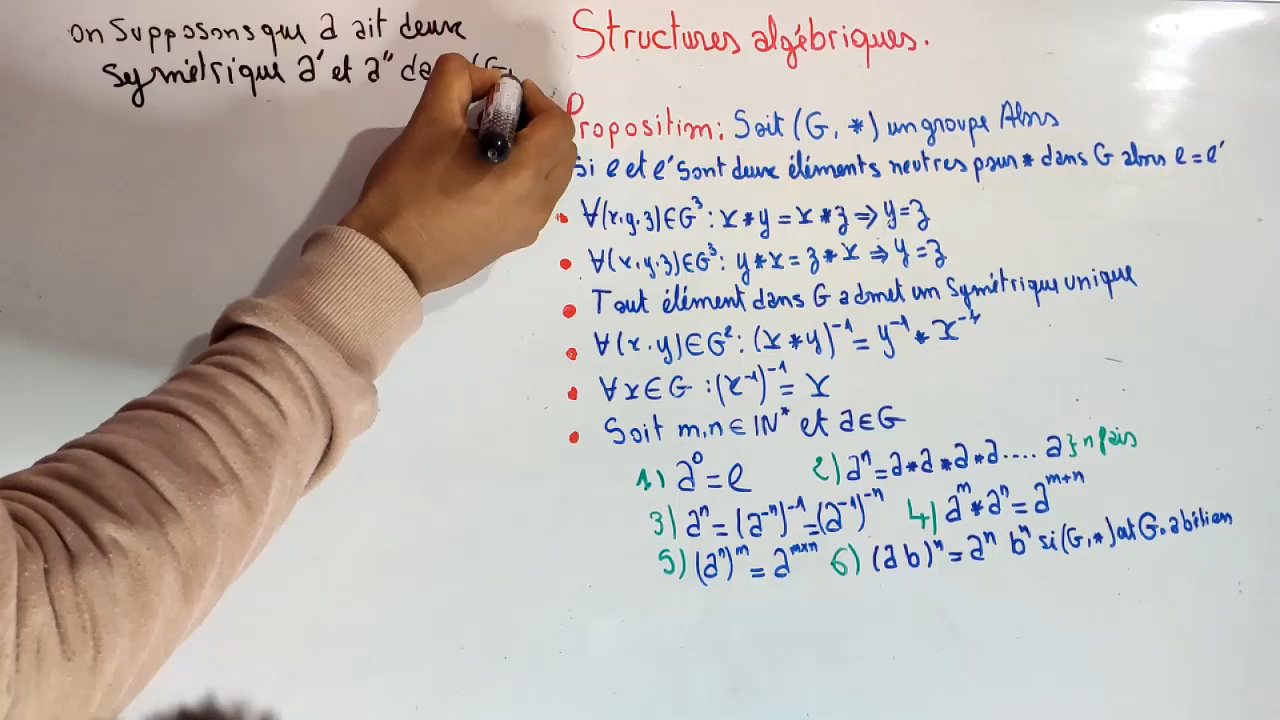 On supposons que a ait deux
symétrique a' et a" da (G,
Structures algébriques.
Proposition: Soit (G, *) un groupe Alors
Si e et e' sont deux éléments neutres pour * dans G alors e = e'
• ∀(x,y,z)∈G³: x*y = x*z ⇒ y=z
• ∀(x,y,z)∈G³: y*x = z*x ⇒ y=z
• Tout élément dans G admet un Symétrique unique
• ∀(x,y)∈G²: (x*y)⁻¹ = y⁻¹ * x⁻¹
• ∀x∈G : (x⁻¹)⁻¹ = x
• Soit m,n ∈ IN* et a∈G
1) a⁰ = e 2) aⁿ = a*a*a*a.... a } n fois
3) aⁿ = (a⁻ⁿ)⁻¹ = (a⁻¹)⁻ⁿ 4) aᵐ * aⁿ = aᵐ⁺ⁿ
5) (aⁿ)ᵐ = aᵐˣⁿ 6) (a b)ⁿ = aⁿ bⁿ si (G,*) est G. abélien